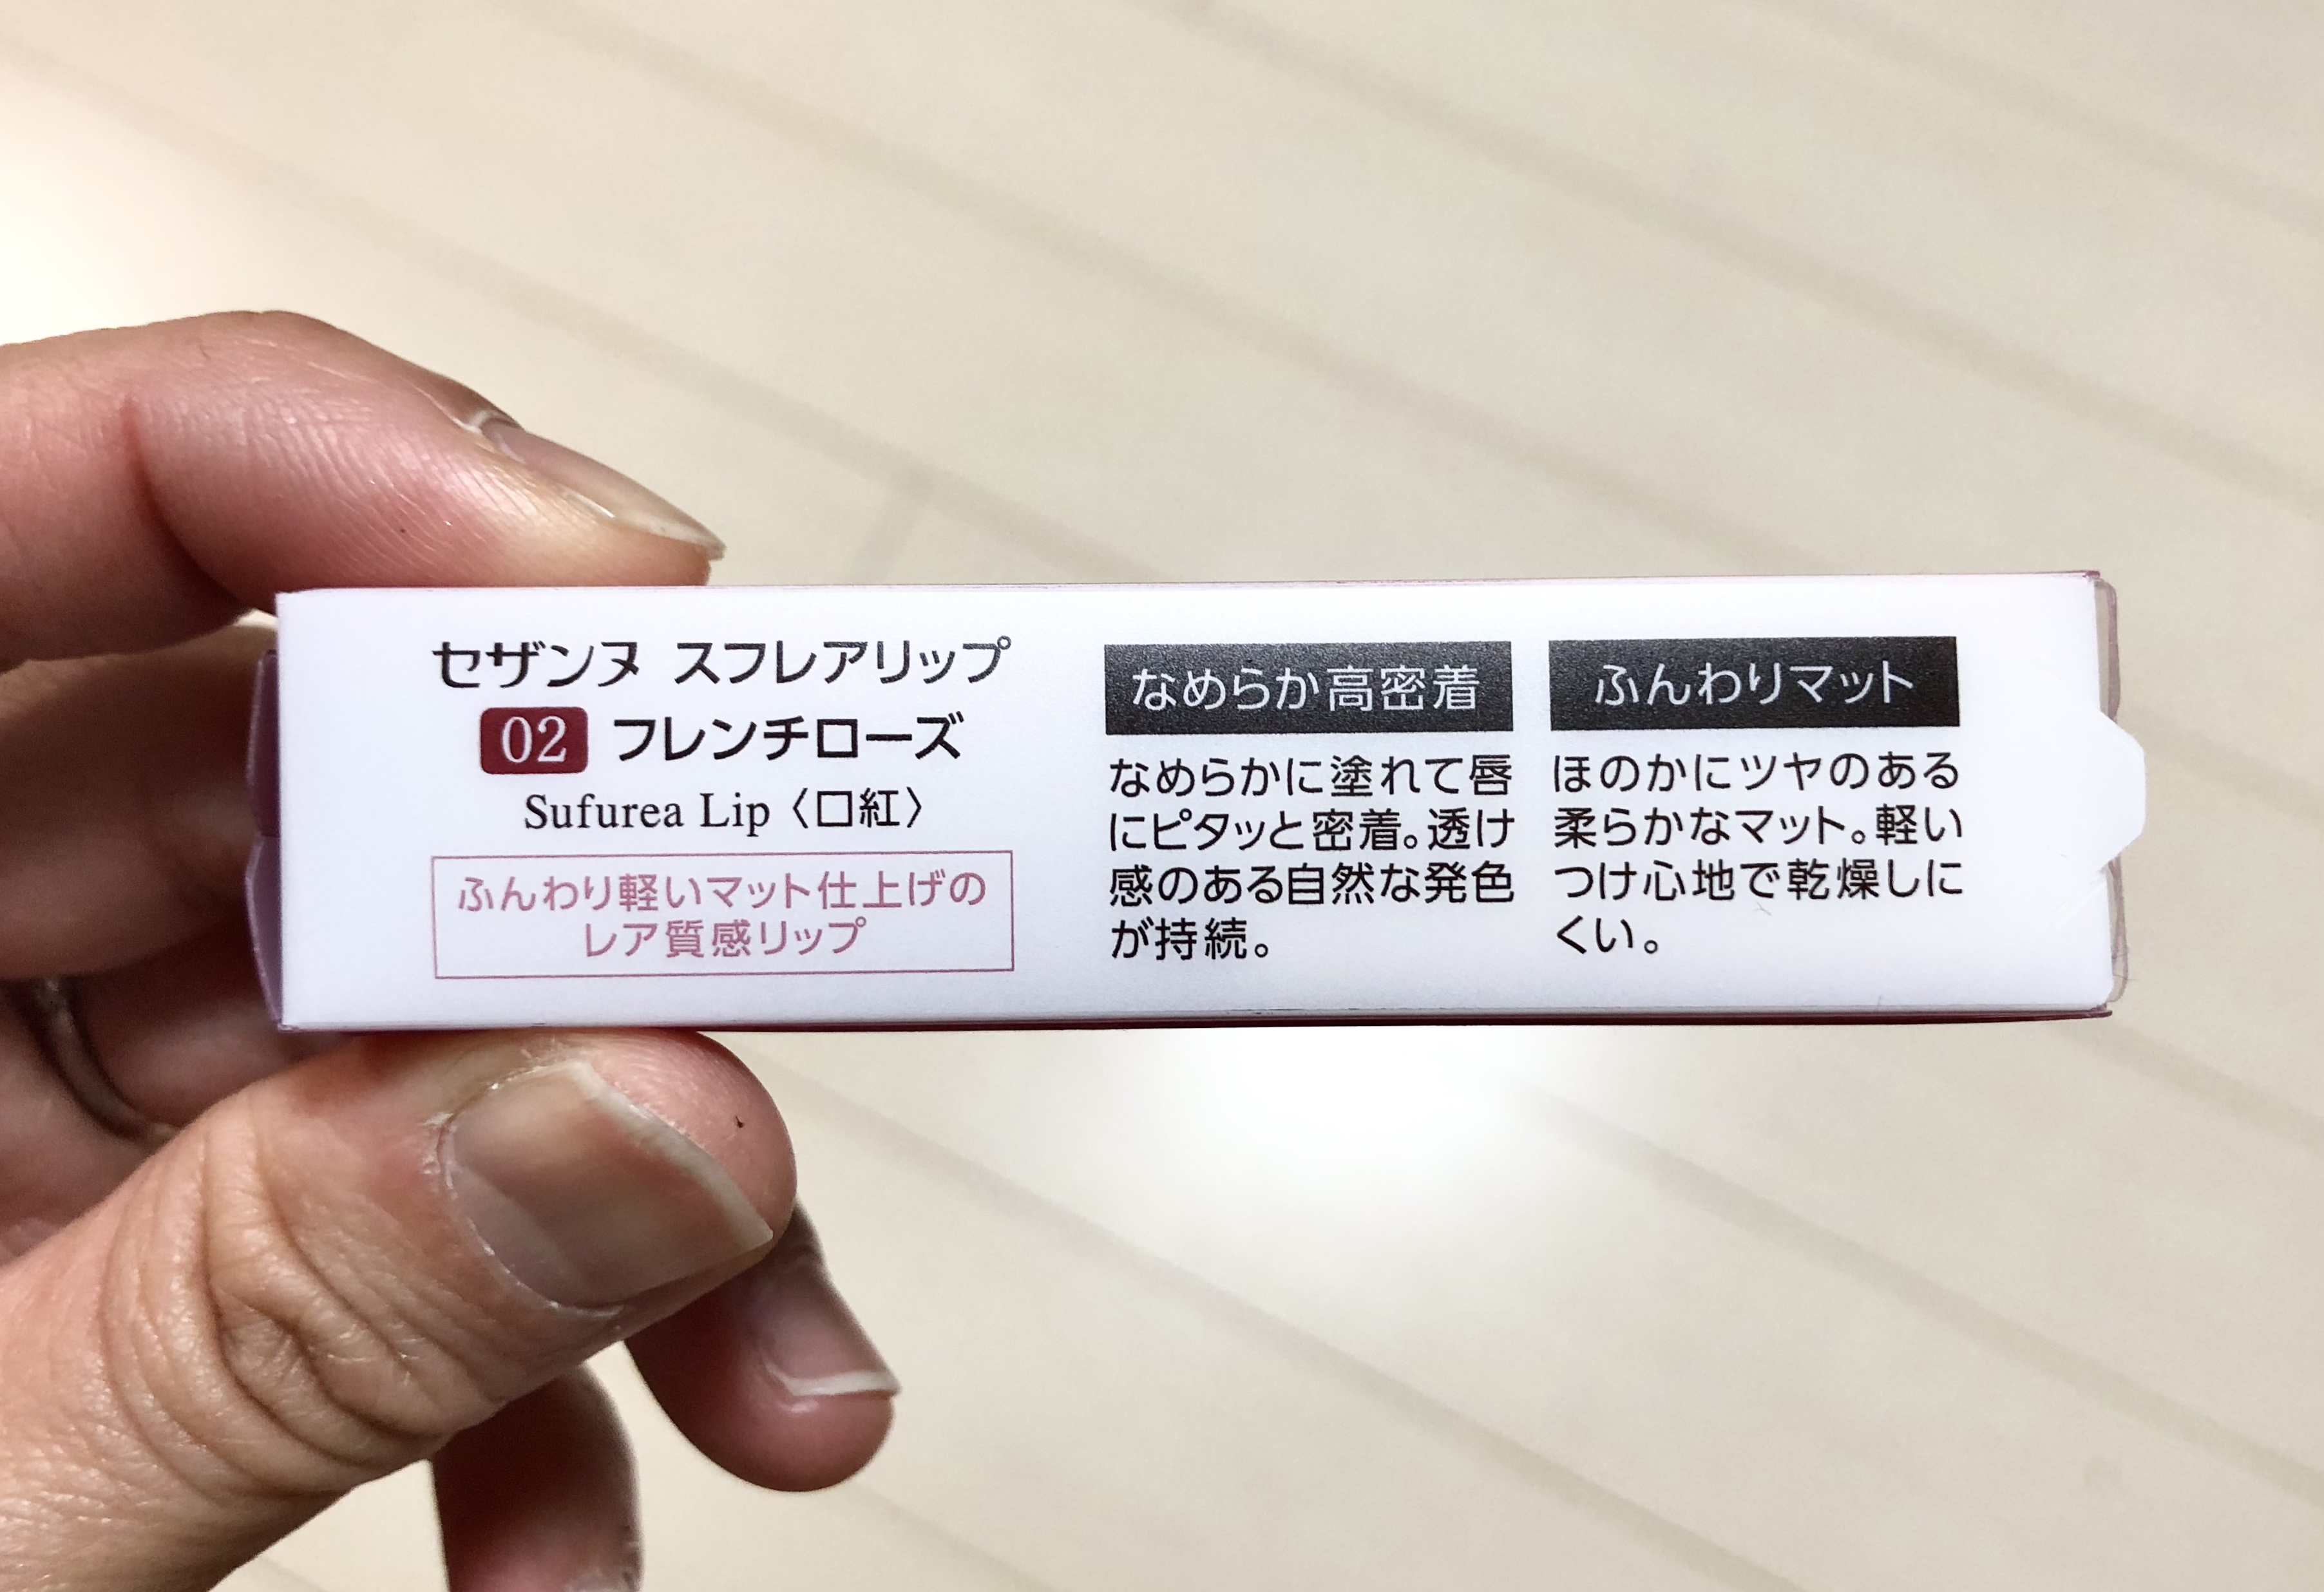 セザンヌ スフレアリップ
02 フレンチローズ
Sufurea Lip〈口紅〉
ふんわり軽いマット仕上げの
レア質感リップ
なめらか高密着
なめらかに塗れて唇
にピタッと密着。透け
感のある自然な発色
が持続。
ふんわりマット
ほのかにツヤのある
柔らかなマット。軽い
つけ心地で乾燥しに
くい。